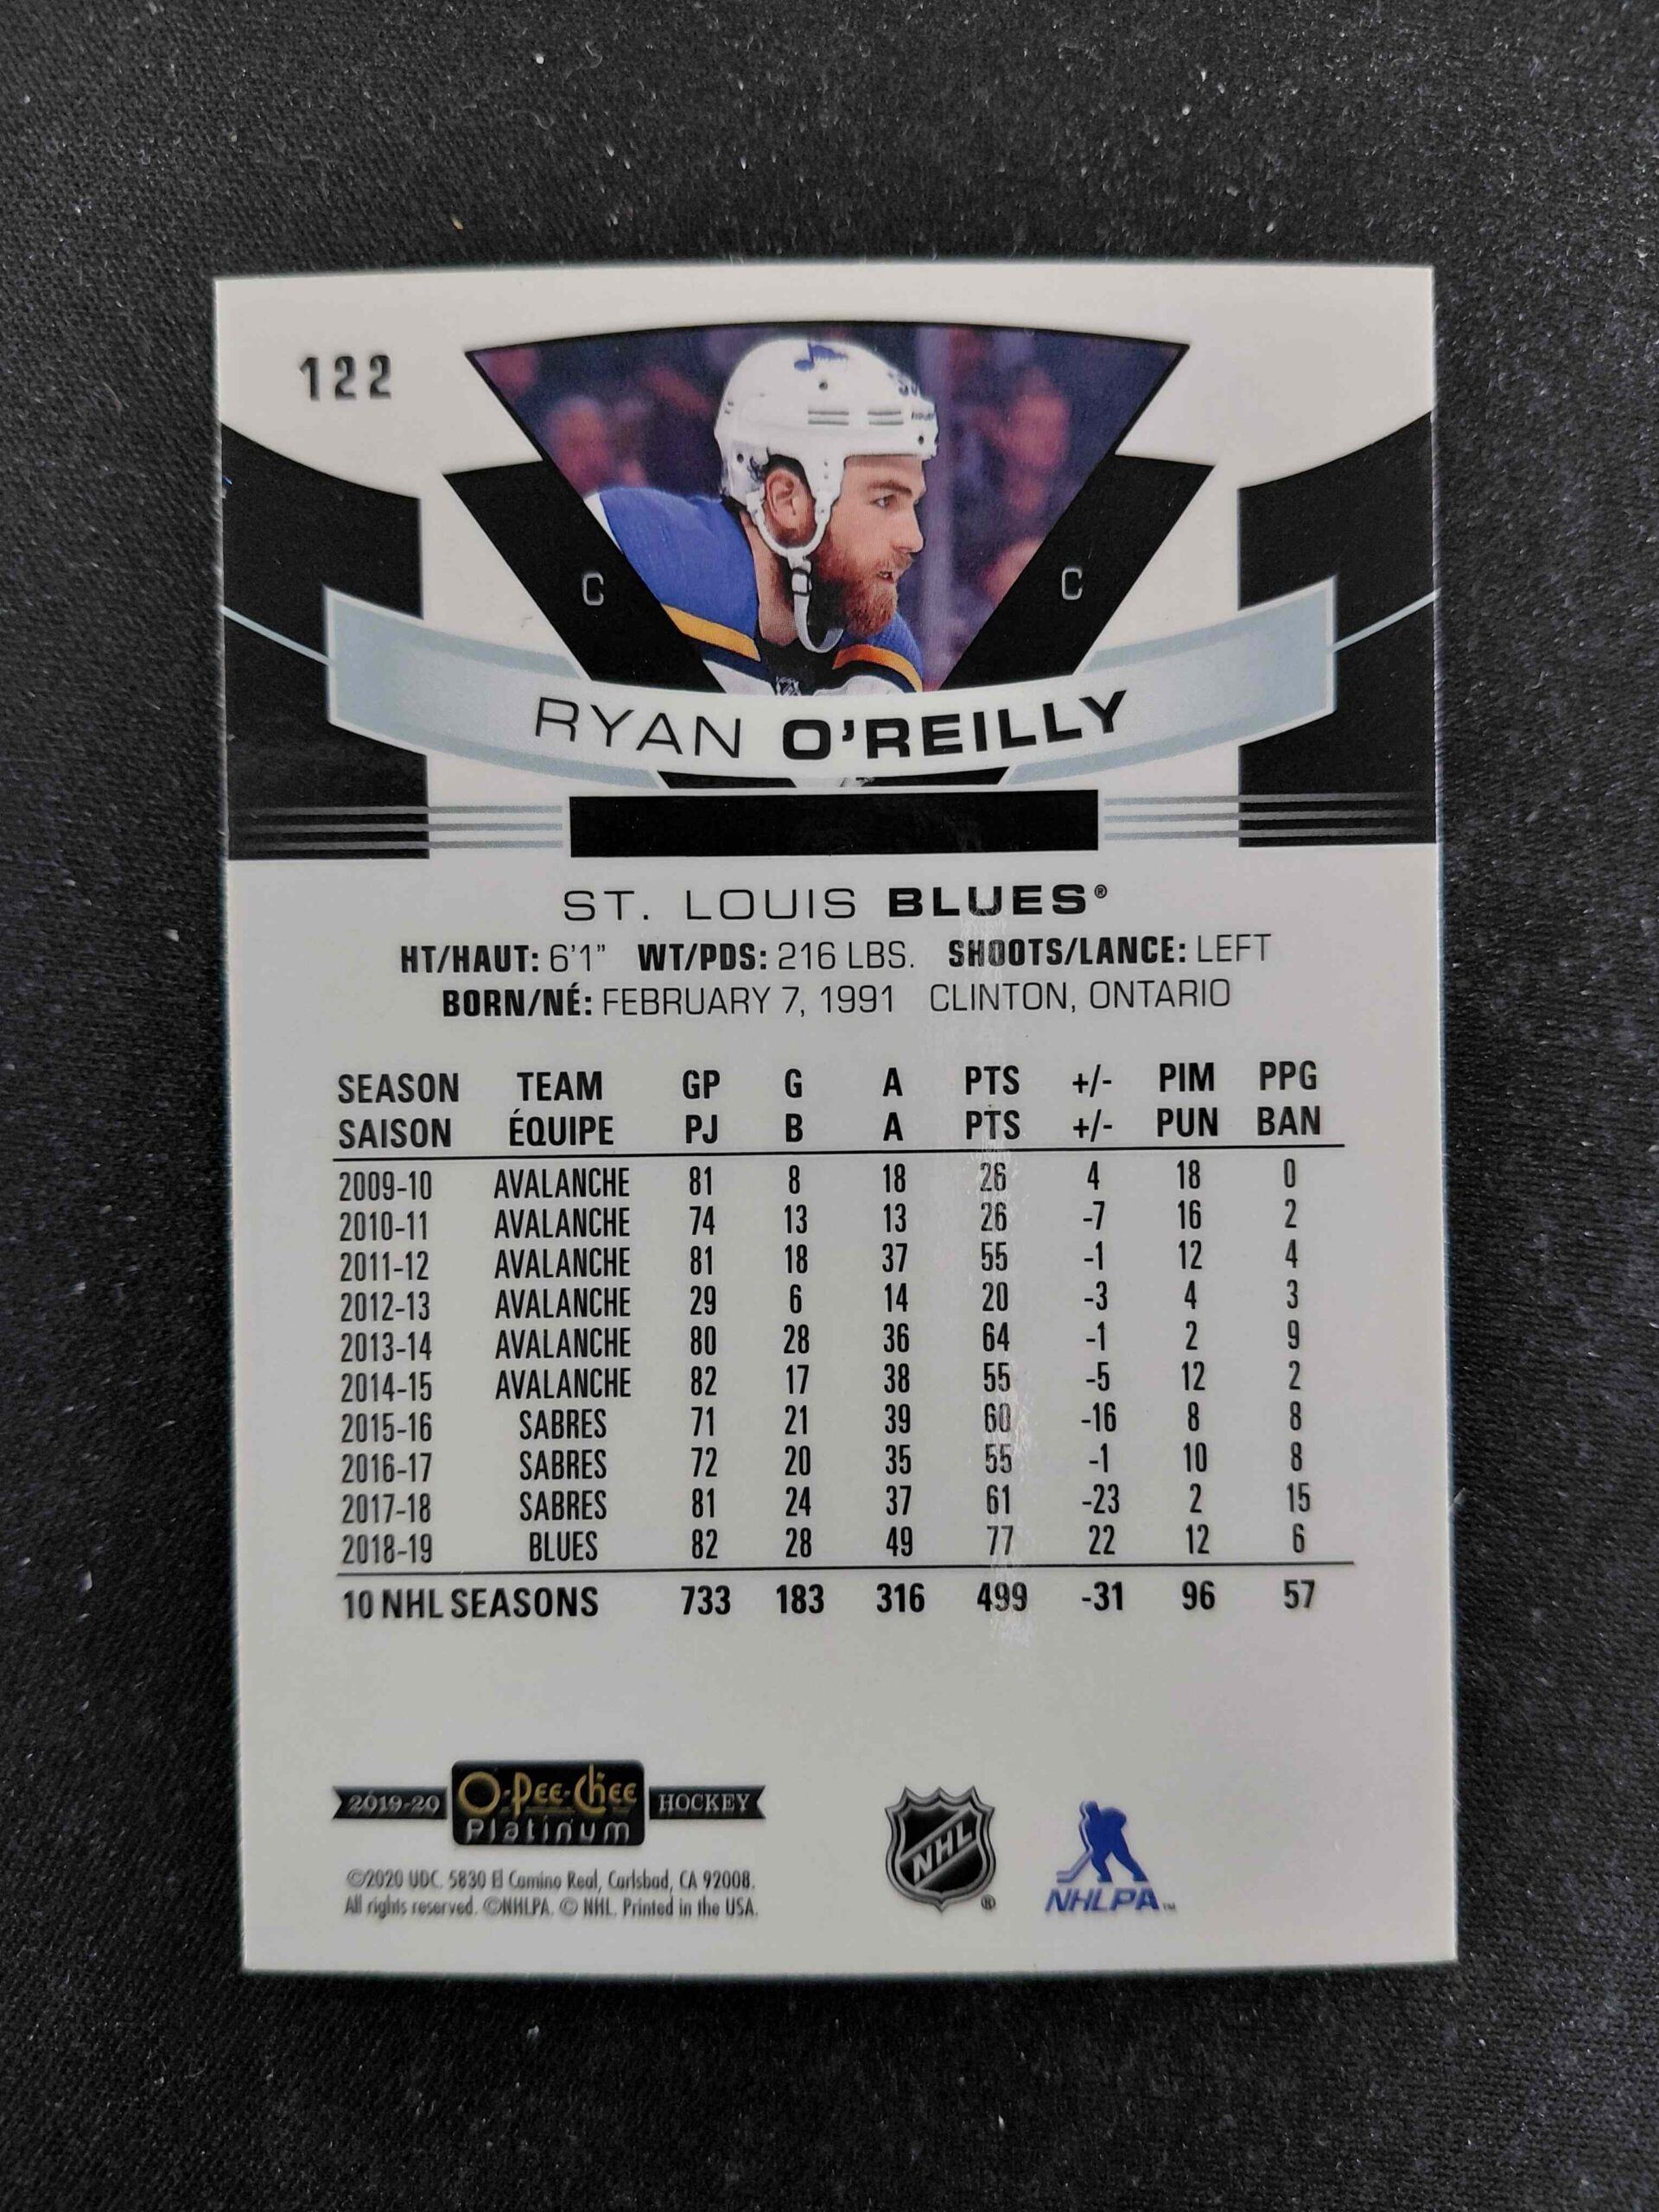 122
C C
RYAN O'REILLY
ST. LOUIS BLUES®
HT/HAUT: 6'1" WT/PDS: 216 LBS. SHOOTS/LANCE: LEFT
BORN/NÉ: FEBRUARY 7, 1991 CLINTON, ONTARIO
SEASON TEAM GP G A PTS +/- PIM PPG
SAISON ÉQUIPE PJ B A PTS +/- PUN BAN
2009-10 AVALANCHE 81 8 18 26 4 18 0
2010-11 AVALANCHE 74 13 13 26 -7 16 2
2011-12 AVALANCHE 81 18 37 55 -1 12 4
2012-13 AVALANCHE 29 6 14 20 -3 4 3
2013-14 AVALANCHE 80 28 36 64 -1 2 9
2014-15 AVALANCHE 82 17 38 55 -5 12 2
2015-16 SABRES 71 21 39 60 -16 8 8
2016-17 SABRES 72 20 35 55 -1 10 8
2017-18 SABRES 81 24 37 61 -23 2 15
2018-19 BLUES 82 28 49 77 22 12 6
10 NHL SEASONS 733 183 316 499 -31 96 57
2019-20 O-Pee-Chee HOCKEY
Platinum
©2020 UDC. 5830 El Camino Real, Carlsbad, CA 92008.
All rights reserved. ©NHLPA. © NHL. Printed in the USA.
NHL ®
NHLPA™